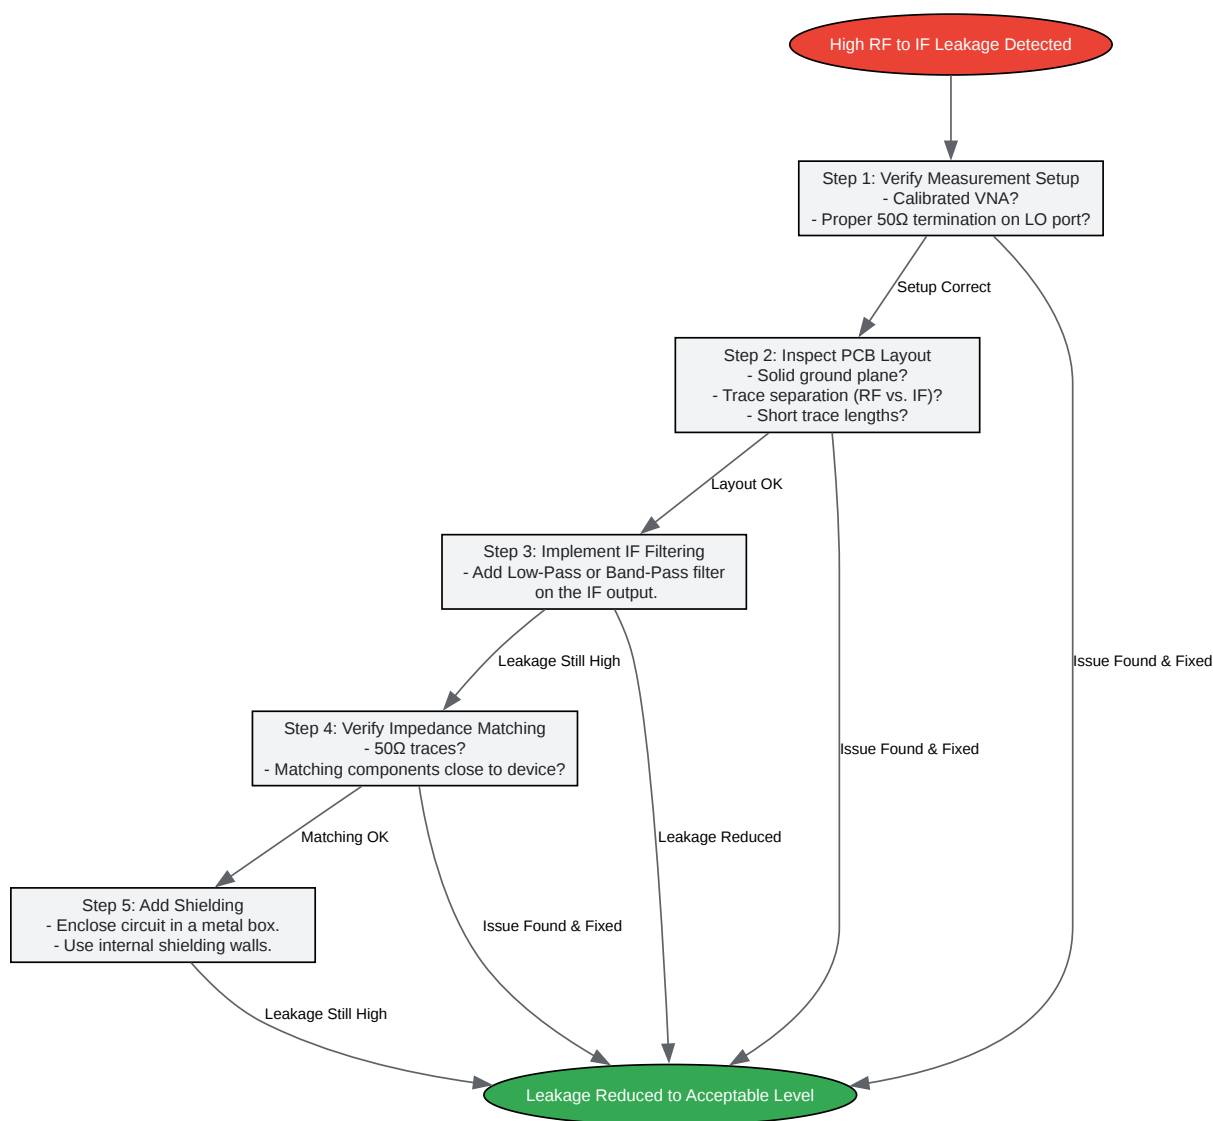 High RF to IF Leakage Detected
Step 1: Verify Measurement Setup
- Calibrated VNA?
- Proper 50Ω termination on LO port?
Setup Correct
Step 2: Inspect PCB Layout
- Solid ground plane?
- Trace separation (RF vs. IF)?
- Short trace lengths?
Layout OK
Step 3: Implement IF Filtering
- Add Low-Pass or Band-Pass filter
on the IF output.
Leakage Still High
Issue Found & Fixed
Step 4: Verify Impedance Matching
- 50Ω traces?
- Matching components close to device?
Issue Found & Fixed
Matching OK
Leakage Reduced
Step 5: Add Shielding
- Enclose circuit in a metal box.
- Use internal shielding walls.
Issue Found & Fixed
Leakage Still High
Leakage Reduced to Acceptable Level